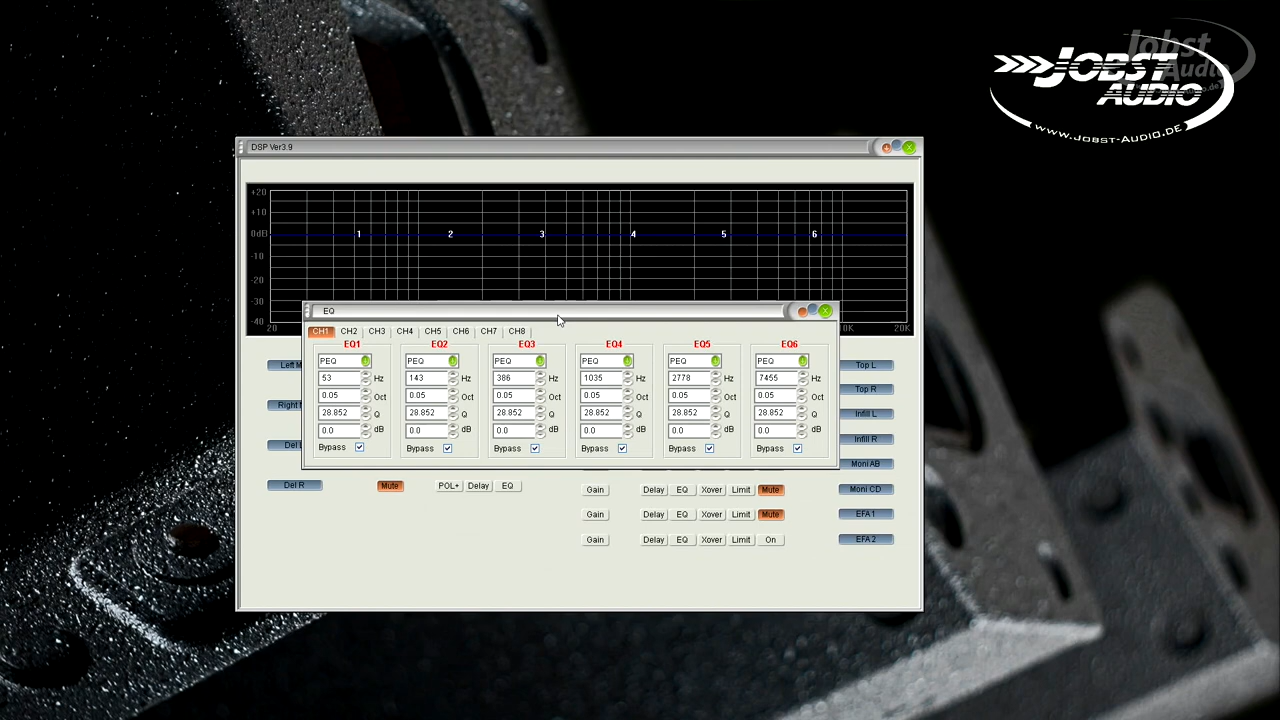 Jobst
Audio
JOBST
AUDIO
www.Jobst-Audio.de
DSP Ver3.9
+20
+10
0dB
-10
-20
-30
-40
1 2 3 4 5 6
20 10K 20K
EQ
CH1 CH2 CH3 CH4 CH5 CH6 CH7 CH8
EQ1 EQ2 EQ3 EQ4 EQ5 EQ6
PEQ PEQ PEQ PEQ PEQ PEQ
53 Hz 143 Hz 386 Hz 1035 Hz 2778 Hz 7455 Hz
0.05 Oct 0.05 Oct 0.05 Oct 0.05 Oct 0.05 Oct 0.05 Oct
28.852 Q 28.852 Q 28.852 Q 28.852 Q 28.852 Q 28.852 Q
0.0 dB 0.0 dB 0.0 dB 0.0 dB 0.0 dB 0.0 dB
Bypass Bypass Bypass Bypass Bypass Bypass
Left
Right
Del
Top L
Top R
Infill L
Infill R
Moni AB
Del R Mute POL+ Delay EQ
Gain Delay EQ Xover Limit Mute Moni CD
Gain Delay EQ Xover Limit Mute EFA 1
Gain Delay EQ Xover Limit On EFA 2